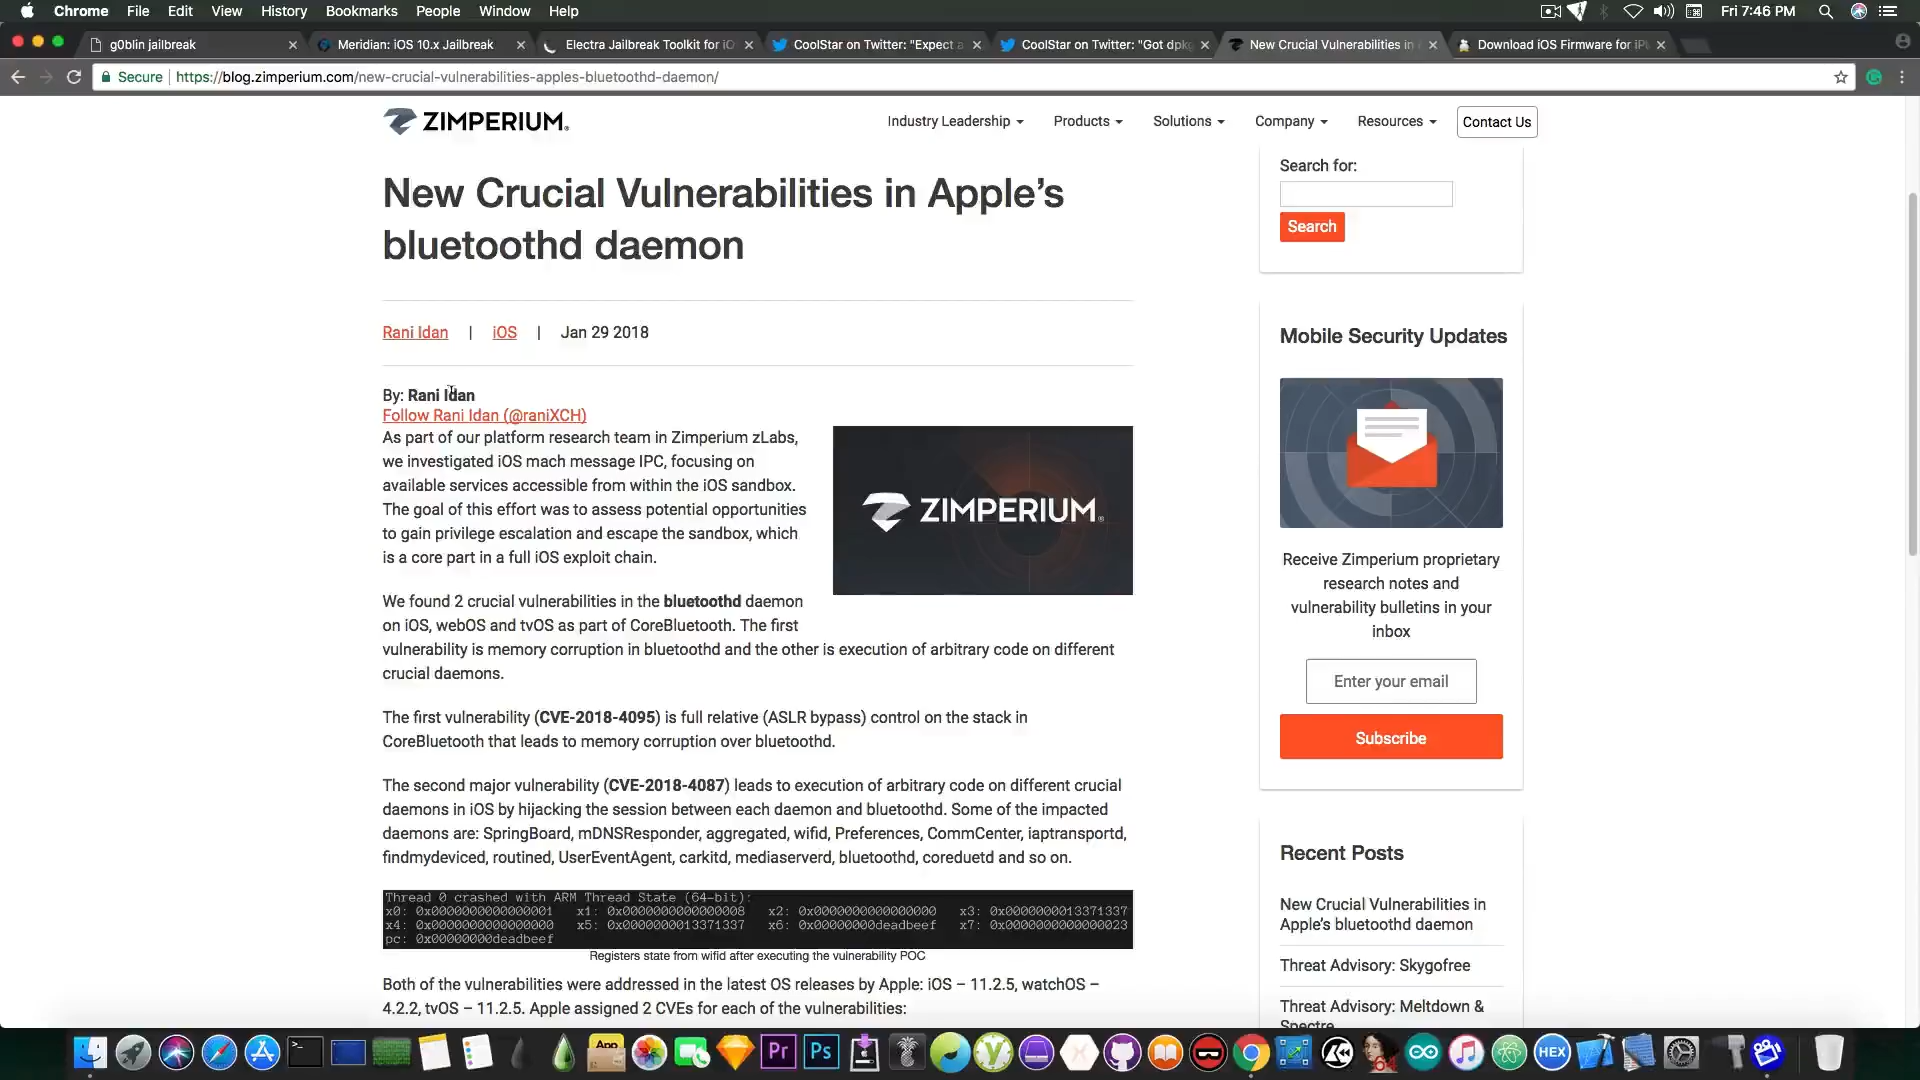 Chrome File Edit View History Bookmarks People Window Help Fri 7:46 PM
g0blin jailbreak
Meridian: iOS 10.x Jailbreak
Electra Jailbreak Toolkit for iO
CoolStar on Twitter: "Expect a
CoolStar on Twitter: "Got dpkg
New Crucial Vulnerabilities in
Download iOS Firmware for iP
Secure https://blog.zimperium.com/new-crucial-vulnerabilities-apples-bluetoothd-daemon/
ZIMPERIUM
Industry Leadership Products Solutions Company Resources Contact Us
New Crucial Vulnerabilities in Apple's
bluetoothd daemon
Rani Idan | iOS | Jan 29 2018
By: Rani Idan
Follow Rani Idan (@raniXCH)
As part of our platform research team in Zimperium zLabs,
we investigated iOS mach message IPC, focusing on
available services accessible from within the iOS sandbox.
The goal of this effort was to assess potential opportunities
to gain privilege escalation and escape the sandbox, which
is a core part in a full iOS exploit chain.
ZIMPERIUM
We found 2 crucial vulnerabilities in the bluetoothd daemon
on iOS, webOS and tvOS as part of CoreBluetooth. The first
vulnerability is memory corruption in bluetoothd and the other is execution of arbitrary code on different
crucial daemons.
The first vulnerability (CVE-2018-4095) is full relative (ASLR bypass) control on the stack in
CoreBluetooth that leads to memory corruption over bluetoothd.
The second major vulnerability (CVE-2018-4087) leads to execution of arbitrary code on different crucial
daemons in iOS by hijacking the session between each daemon and bluetoothd. Some of the impacted
daemons are: SpringBoard, mDNSResponder, aggregated, wifid, Preferences, CommCenter, iaptransportd,
findmydeviced, routined, UserEventAgent, carkitd, mediaserverd, bluetoothd, coreduetd and so on.
Thread 0 crashed with ARM Thread State (64-bit):
x0: 0x0000000000000001 x1: 0x0000000000000008 x2: 0x0000000000000000 x3: 0x0000000013371337
x4: 0x0000000000000000 x5: 0x0000000013371337 x6: 0x00000000deadbeef x7: 0x0000000000000023
pc: 0x00000000deadbeef
Registers state from wifid after executing the vulnerability POC
Both of the vulnerabilities were addressed in the latest OS releases by Apple: iOS – 11.2.5, watchOS –
4.2.2, tvOS – 11.2.5. Apple assigned 2 CVEs for each of the vulnerabilities:
Search for:
Search
Mobile Security Updates
Receive Zimperium proprietary
research notes and
vulnerability bulletins in your
inbox
Enter your email
Subscribe
Recent Posts
New Crucial Vulnerabilities in
Apple's bluetoothd daemon
Threat Advisory: Skygofree
Threat Advisory: Meltdown &
Spectre
App
Pr
Ps
64
HEX